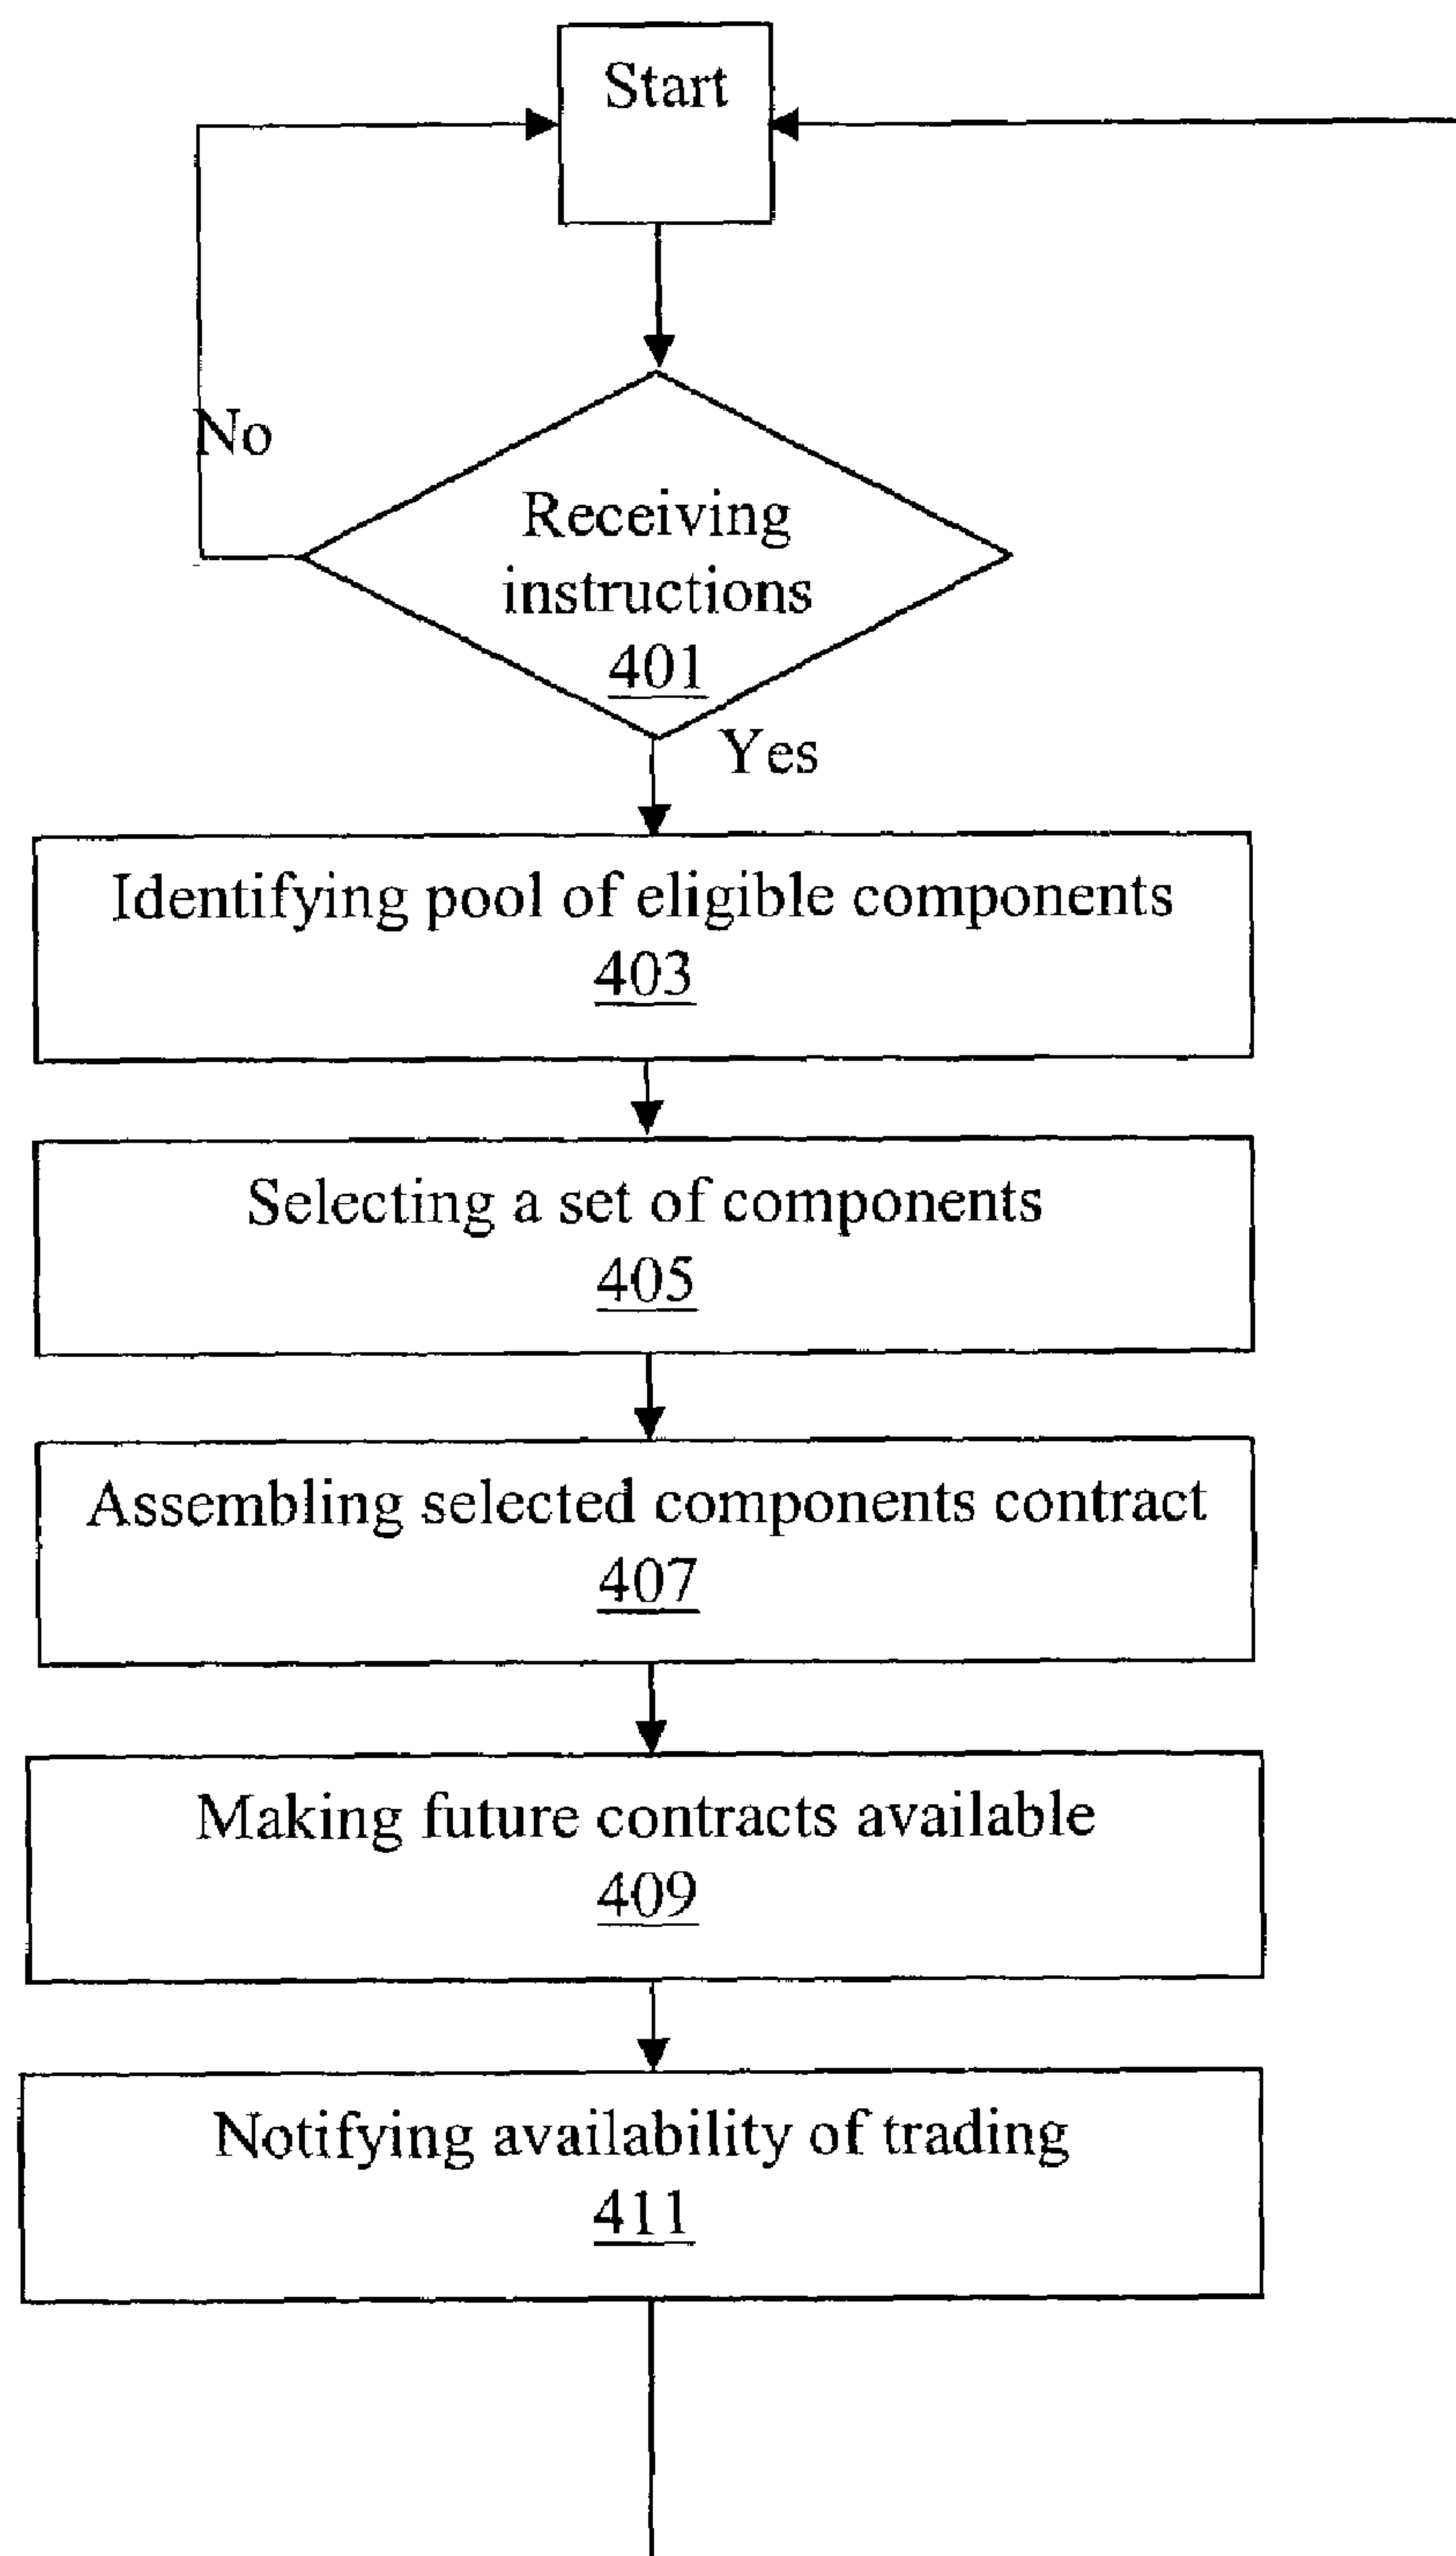 Start
No
Receiving
instructions
401
Yes
Identifying pool of eligible components
403
Selecting a set of components
405
Assembling selected components contract
407
Making future contracts available
409
Notifying availability of trading
411